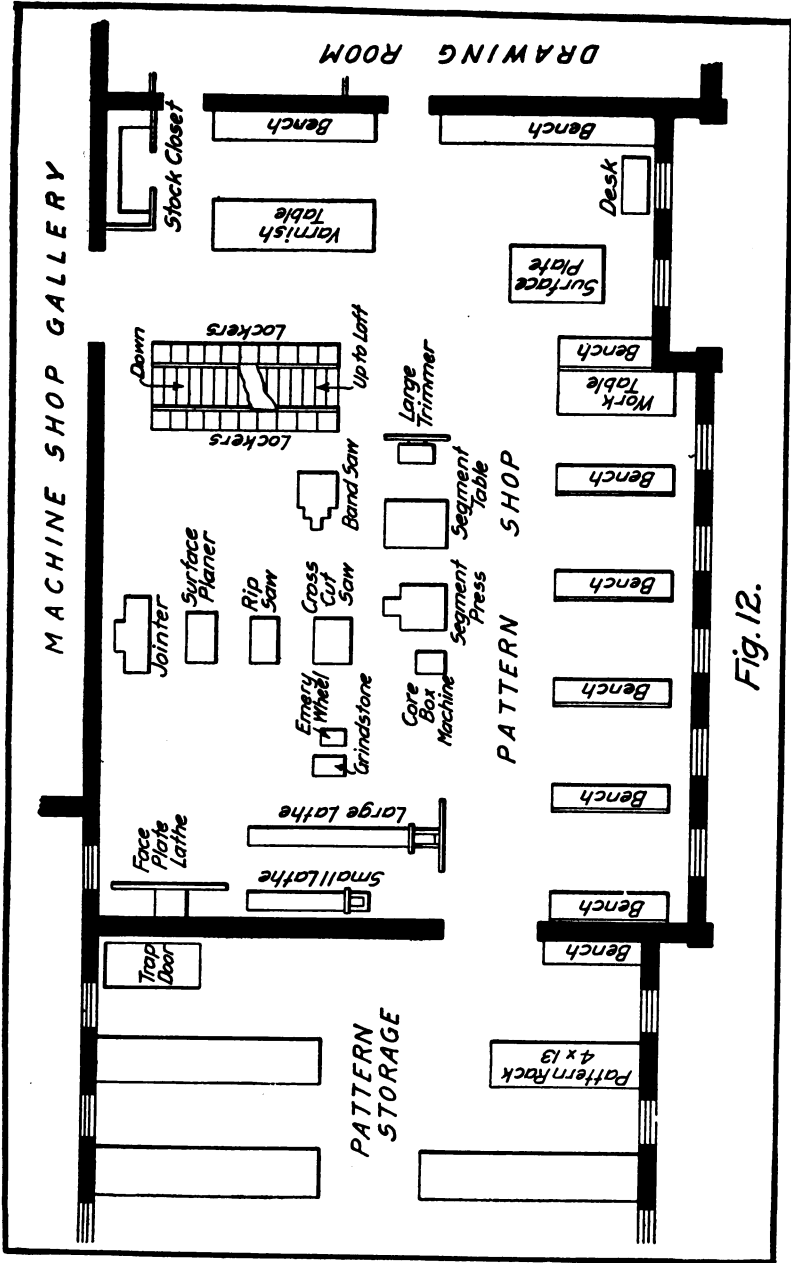 DRAWING ROOM
MACHINE SHOP GALLERY
Stock Closet
Bench
Bench
Varnish
Table
Desk
Surface
Plate
Down
Lockers
Lockers
Up to Loft
Bench
Work
Table
Large
Trimmer
Band Saw
Segment
Table
Bench
Jointer
Surface
Planer
Rip
Saw
Cross
Cut
Saw
Segment
Press
Bench
Emery
Wheel
Grindstone
Core
Box
Machine
PATTERN SHOP
Bench
Bench
Face
Plate
Lathe
Large Lathe
Small Lathe
Bench
Bench
Trap
Door
PATTERN
STORAGE
Pattern Rack
4 x 13
Fig. 12.